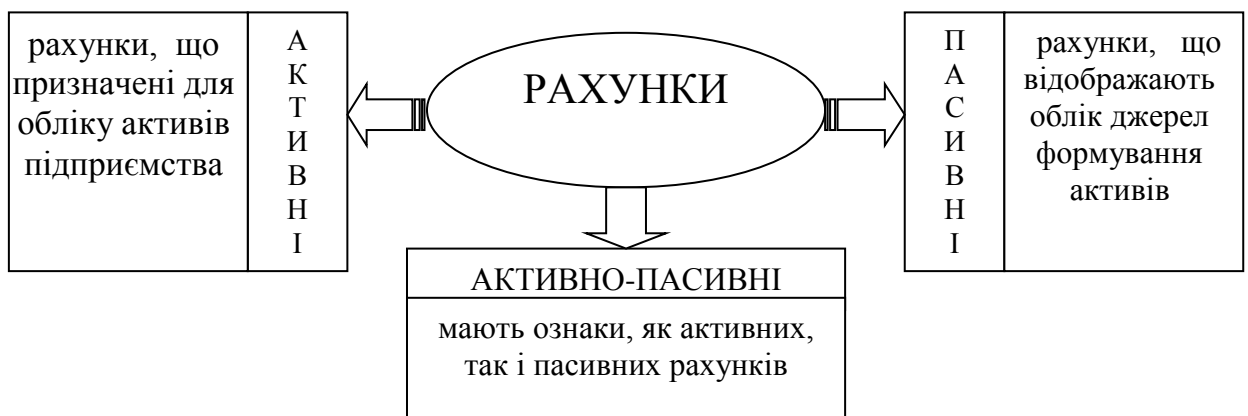 РАХУНКИ
рахунки, що
призначені для
обліку активів
підприємства
А
К
Т
И
В
Н
І
П
А
С
И
В
Н
І
рахунки, що
відображають
облік джерел
формування
активів
АКТИВНО-ПАСИВНІ
мають ознаки, як активних,
так і пасивних рахунків